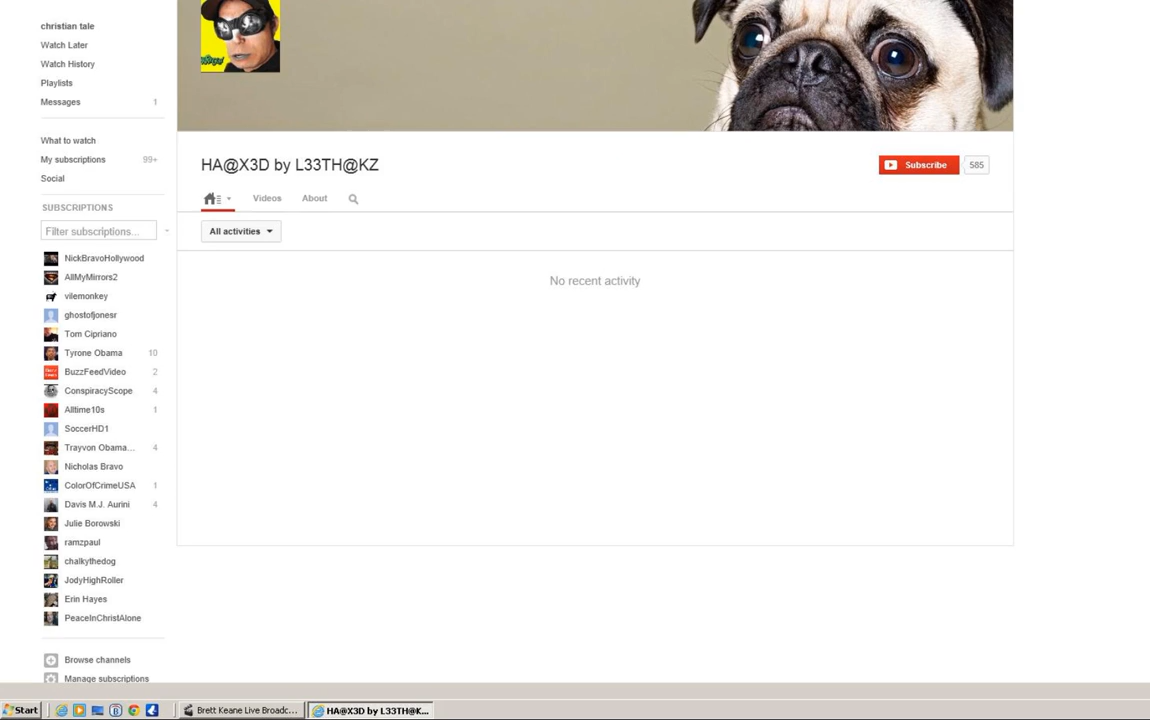 christian tale
Watch Later
Watch History
Playlists
Messages 1
What to watch
My subscriptions 99+
Social
SUBSCRIPTIONS
Filter subscriptions...
NickBravoHollywood
AllMyMirrors2
vilemonkey
ghostofjonesr
Tom Cipriano
Tyrone Obama 10
BuzzFeedVideo 2
ConspiracyScope 4
Alltime10s 1
SoccerHD1
Trayvon Obama... 4
Nicholas Bravo
ColorOfCrimeUSA 1
Davis M.J. Aurini 4
Julie Borowski
ramzpaul
chalkythedog
JodyHighRoller
Erin Hayes
PeaceInChristAlone
Browse channels
Manage subscriptions
HA@X3D by L33TH@KZ
Subscribe 585
Videos About
All activities
No recent activity
Start
Brett Keane Live Broadc...
HA@X3D by L33TH@K...